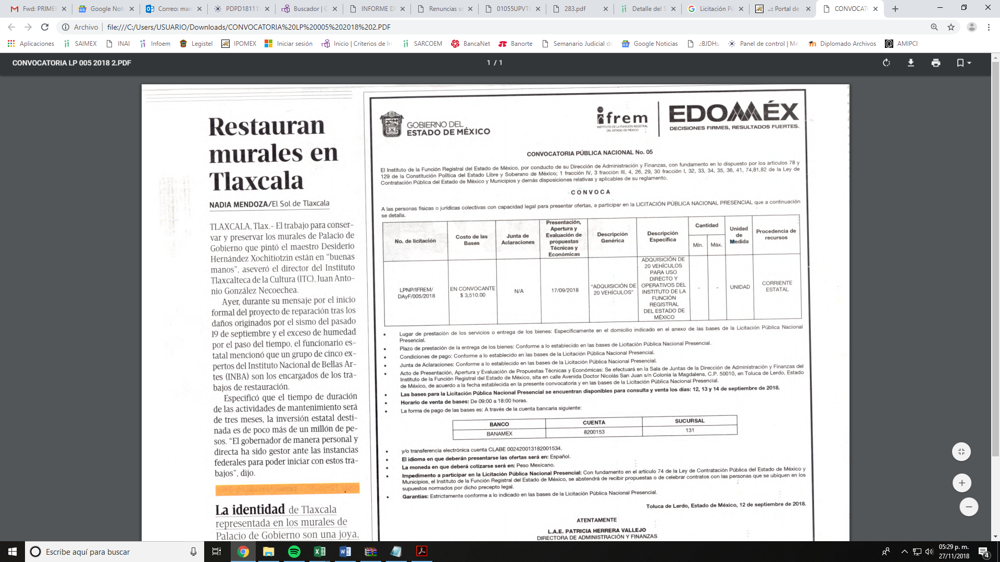 Fwd: PRIMER
Google Noti
Correo: mar
PDPD18111
Buscador | C
INFORME D
Renuncias se
01055UPVT
283.pdf
Detalle del S
Licitación Pú
..:: Portal de
CONVOCATO
Archivo
file:///C:/Users/USUARIO/Downloads/CONVOCATORIA%20LP%20005%202018%202.PDF
Aplicaciones
SAIMEX
INAI
Infoem
Legistel
IPOMEX
Iniciar sesión
Inicio | Criterios de In
SARCOEM
BancaNet
Banorte
Semanario Judicial de
Google Noticias
.:BJDH:.
Panel de control | Mé
Diplomado Archivos
AMIPCI
CONVOCATORIA LP 005 2018 2.PDF
1 / 1
Restauran
murales en
Tlaxcala
NADIA MENDOZA/El Sol de Tlaxcala
TLAXCALA, Tlax.- El trabajo para conser-
var y preservar los murales de Palacio de
Gobierno que pintó el maestro Desiderio
Hernández Xochitiotzin están en “buenas
manos”, aseveró el director del Instituto
Tlaxcalteca de la Cultura (ITC), Juan Anto-
nio González Necoechea.
Ayer, durante su mensaje por el inicio
formal del proyecto de reparación tras los
daños originados por el sismo del pasado
19 de septiembre y el exceso de humedad
por el paso del tiempo, el funcionario es-
tatal mencionó que un grupo de cinco ex-
pertos del Instituto Nacional de Bellas Ar-
tes (INBA) son los encargados de los tra-
bajos de restauración.
Especificó que el tiempo de duración
de las actividades de mantenimiento será
de tres meses, la inversión estatal desti-
nada es de poco más de un millón de pe-
sos. “El gobernador de manera personal y
directa ha sido gestor ante las instancias
federales para poder iniciar con estos tra-
bajos”, dijo.
La identidad de Tlaxcala
representada en los murales de
Palacio de Gobierno son una joya,
GOBIERNO DEL
ESTADO DE MÉXICO
ifrem
INSTITUTO DE LA FUNCIÓN REGISTRAL
DEL ESTADO DE MÉXICO
EDOMÉX
DECISIONES FIRMES, RESULTADOS FUERTES.
CONVOCATORIA PÚBLICA NACIONAL No. 05
El Instituto de la Función Registral del Estado de México, por conducto de su Dirección de Administración y Finanzas, con fundamento en lo dispuesto por los artículos 78 y
129 de la Constitución Política del Estado Libre y Soberano de México; 1 fracción IV, 3 fracción III, 4, 26, 29, 30 fracción I, 32, 33, 34, 35, 36, 41, 74,81,82 de la Ley de
Contratación Pública del Estado de México y Municipios y demás disposiciones relativas y aplicables de su reglamento.
C O N V O C A
A las personas físicas o jurídicas colectivas con capacidad legal para presentar ofertas, a participar en la LICITACIÓN PÚBLICA NACIONAL PRESENCIAL que a continuación
se detalla.
No. de licitación
Costo de las
Bases
Junta de
Aclaraciones
Presentación,
Apertura y
Evaluación de
propuestas
Técnicas y
Económicas
Descripción
Genérica
Descripción
Específica
Cantidad
Mín.
Máx.
Unidad
de
Medida
Procedencia de
recursos
LPNP/IFREM/
DAyF/005/2018
EN CONVOCANTE
$ 3,510.00
N/A
17/09/2018
"ADQUISICIÓN DE
20 VEHÍCULOS"
ADQUISICIÓN DE
20 VEHÍCULOS
PARA USO
DIRECTO Y
OPERATIVOS DEL
INSTITUTO DE LA
FUNCIÓN
REGISTRAL
DEL ESTADO DE
MÉXICO
-
-
UNIDAD
CORRIENTE
ESTATAL
• Lugar de prestación de los servicios o entrega de los bienes: Específicamente en el domicilio indicado en el anexo de las bases de la Licitación Pública Nacional
Presencial.
• Plazo de prestación de la entrega de los bienes: Conforme a lo establecido en las bases de Licitación Pública Nacional Presencial.
• Condiciones de pago: Conforme a lo establecido en las bases de la Licitación Pública Nacional Presencial.
• Junta de Aclaraciones: Conforme a lo establecido en las bases de la Licitación Pública Nacional Presencial.
• Acto de Presentación, Apertura y Evaluación de Propuestas Técnicas y Económicas: Se efectuará en la Sala de Juntas de la Dirección de Administración y Finanzas del
Instituto de la Función Registral del Estado de México, sita en calle Avenida Doctor Nicolás San Juan s/n Colonia la Magdalena, C.P. 50010, en Toluca de Lerdo, Estado
de México, de acuerdo a la fecha establecida en la presente convocatoria y en las bases de la Licitación Pública Nacional Presencial.
• Las bases para la Licitación Pública Nacional Presencial se encuentran disponibles para consulta y venta los días: 12, 13 y 14 de septiembre de 2018.
• Horario de venta de bases: De 09:00 a 18:00 horas.
• La forma de pago de las bases es: A través de la cuenta bancaria siguiente:
BANCO
CUENTA
SUCURSAL
BANAMEX
8200153
131
• y/o transferencia electrónica cuenta CLABE 002420013182001534.
• El idioma en que deberán presentarse las ofertas será en: Español.
• La moneda en que deberá cotizarse será en: Peso Mexicano.
• Impedimento a participar en la Licitación Pública Nacional Presencial: Con fundamento en el artículo 74 de la Ley de Contratación Pública del Estado de México y
Municipios, el Instituto de la Función Registral del Estado de México, se abstendrá de recibir propuestas o de celebrar contratos con las personas que se ubiquen en los
supuestos normados por dicho precepto legal.
• Garantías: Estrictamente conforme a lo indicado en las bases de la Licitación Pública Nacional Presencial.
Toluca de Lerdo, Estado de México, 12 de septiembre de 2018.
ATENTAMENTE
L.A.E. PATRICIA HERRERA VALLEJO
DIRECTORA DE ADMINISTRACIÓN Y FINANZAS
Escribe aquí para buscar
05:29 p. m.
27/11/2018
4